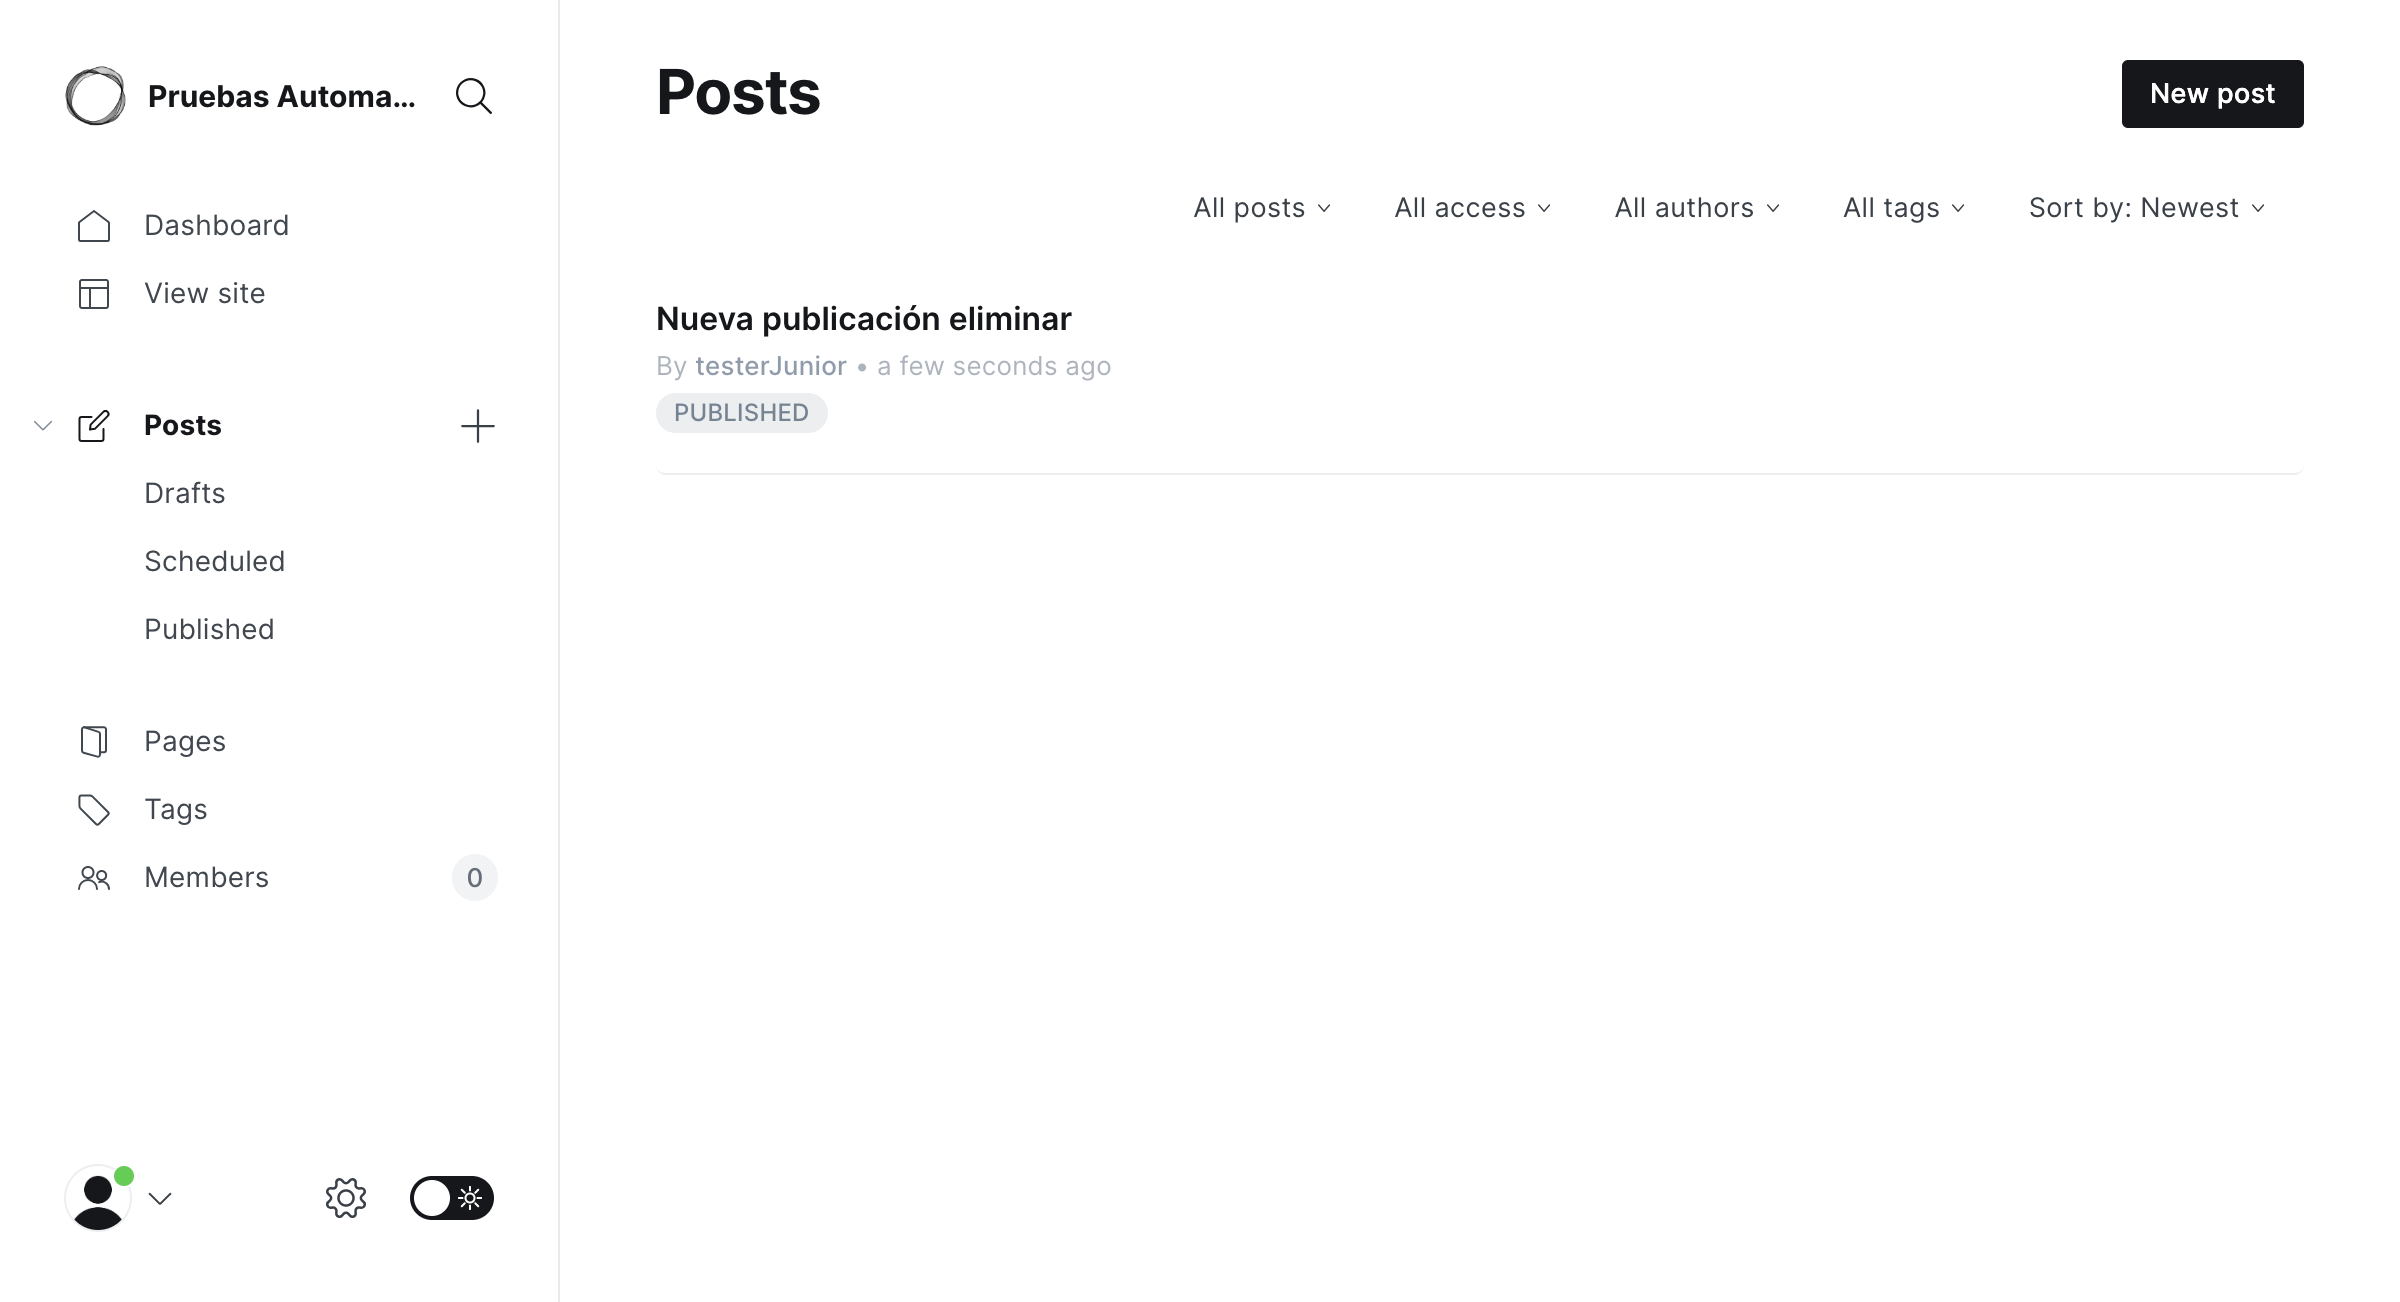 Pruebas Automa...
Dashboard
View site
Posts
Drafts
Scheduled
Published
Pages
Tags
Members 0
Posts
New post
All posts All access All authors All tags Sort by: Newest
Nueva publicación eliminar
By testerJunior • a few seconds ago
PUBLISHED